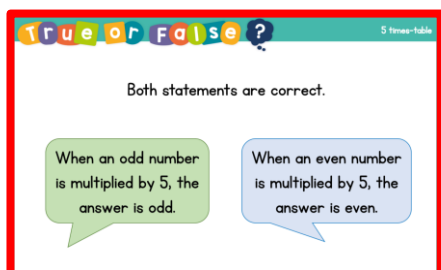 True or False ?
5 times-table
Both statements are correct.
When an odd number
is multiplied by 5, the
answer is odd.
When an even number
is multiplied by 5, the
answer is even.